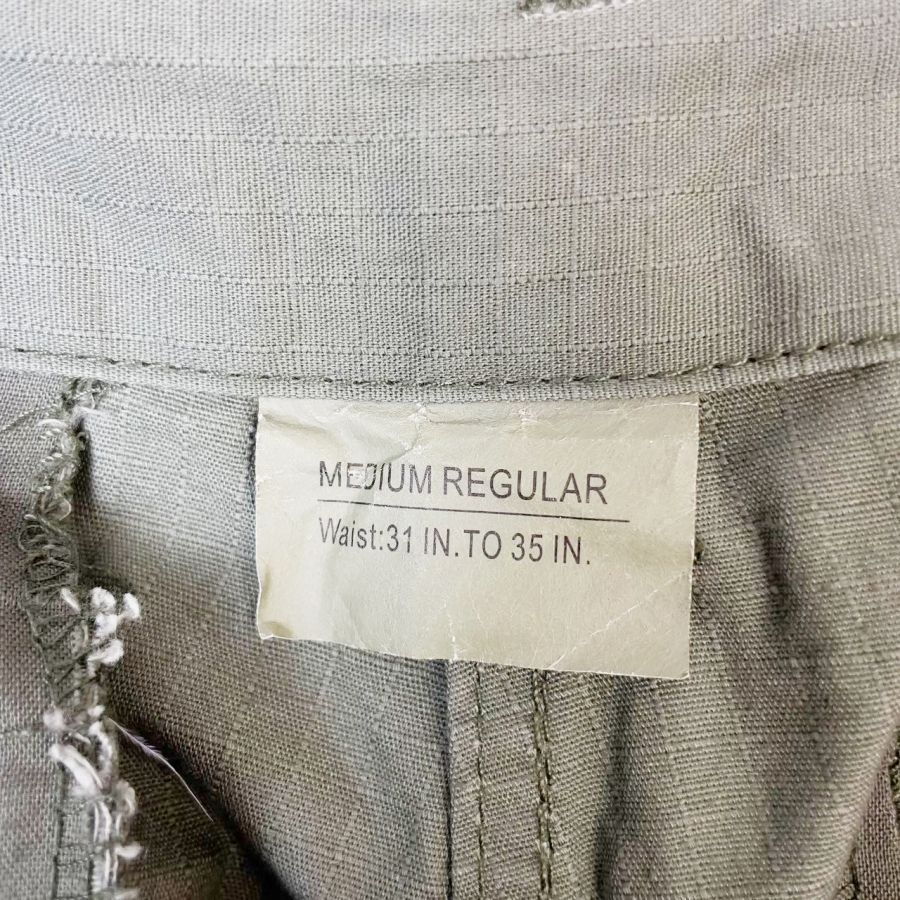 MEDIUM REGULAR
Waist:31 IN.TO 35 IN.